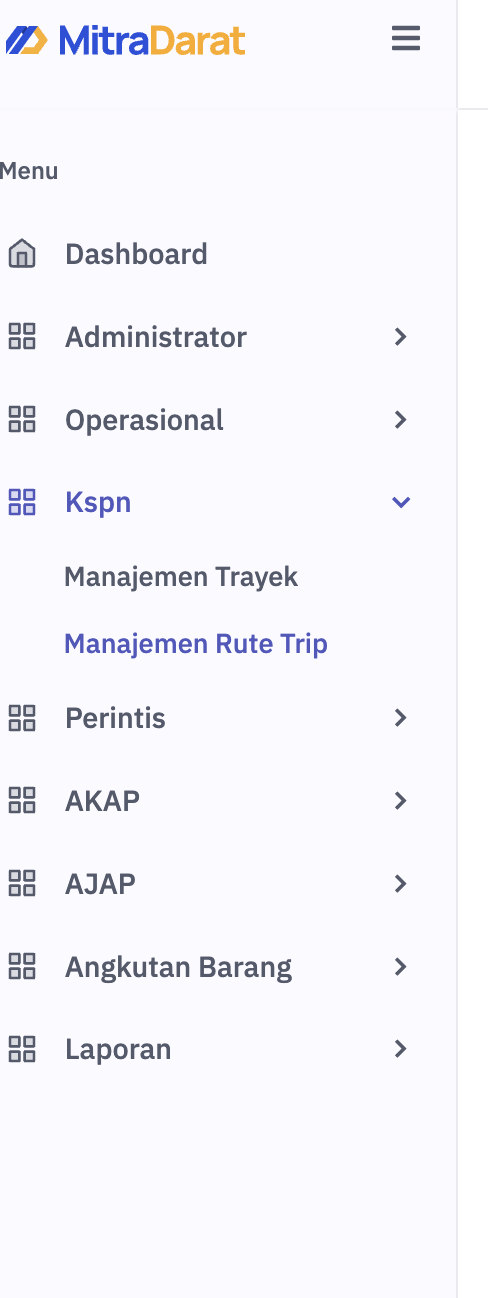 MitraDarat
Menu
Dashboard
Administrator
Operasional
Kspn
Manajemen Trayek
Manajemen Rute Trip
Perintis
AKAP
AJAP
Angkutan Barang
Laporan